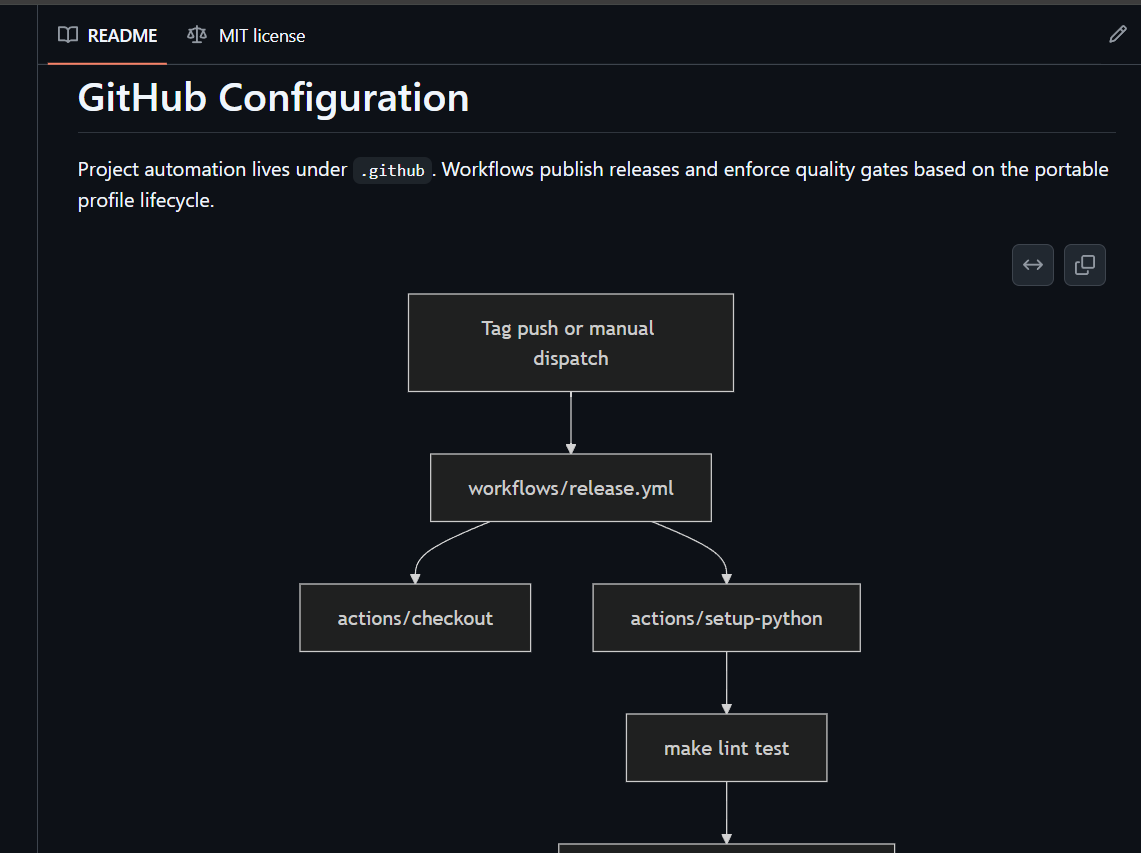 README MIT license
GitHub Configuration
Project automation lives under .github. Workflows publish releases and enforce quality gates based on the portable
profile lifecycle.
Tag push or manual
dispatch
workflows/release.yml
actions/checkout actions/setup-python
make lint test